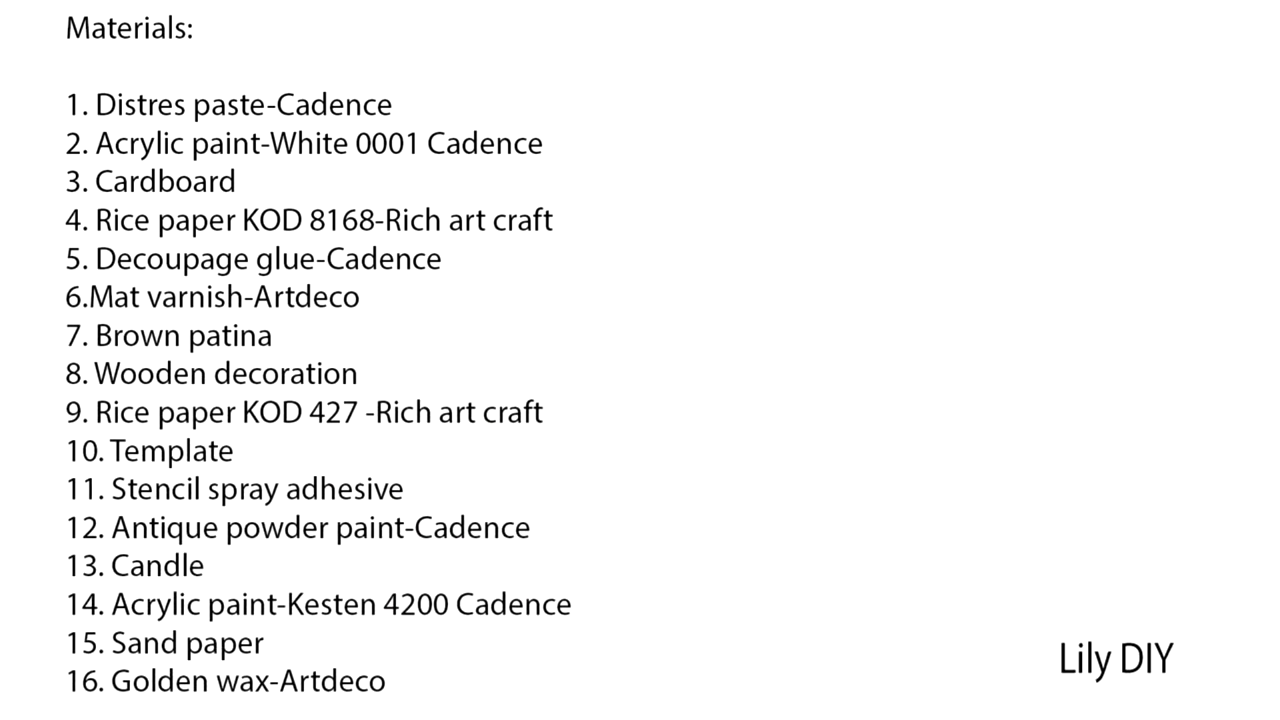 Materials:
1. Distres paste-Cadence
2. Acrylic paint-White 0001 Cadence
3. Cardboard
4. Rice paper KOD 8168-Rich art craft
5. Decoupage glue-Cadence
6.Mat varnish-Artdeco
7. Brown patina
8. Wooden decoration
9. Rice paper KOD 427 -Rich art craft
10. Template
11. Stencil spray adhesive
12. Antique powder paint-Cadence
13. Candle
14. Acrylic paint-Kesten 4200 Cadence
15. Sand paper
16. Golden wax-Artdeco
Lily DIY